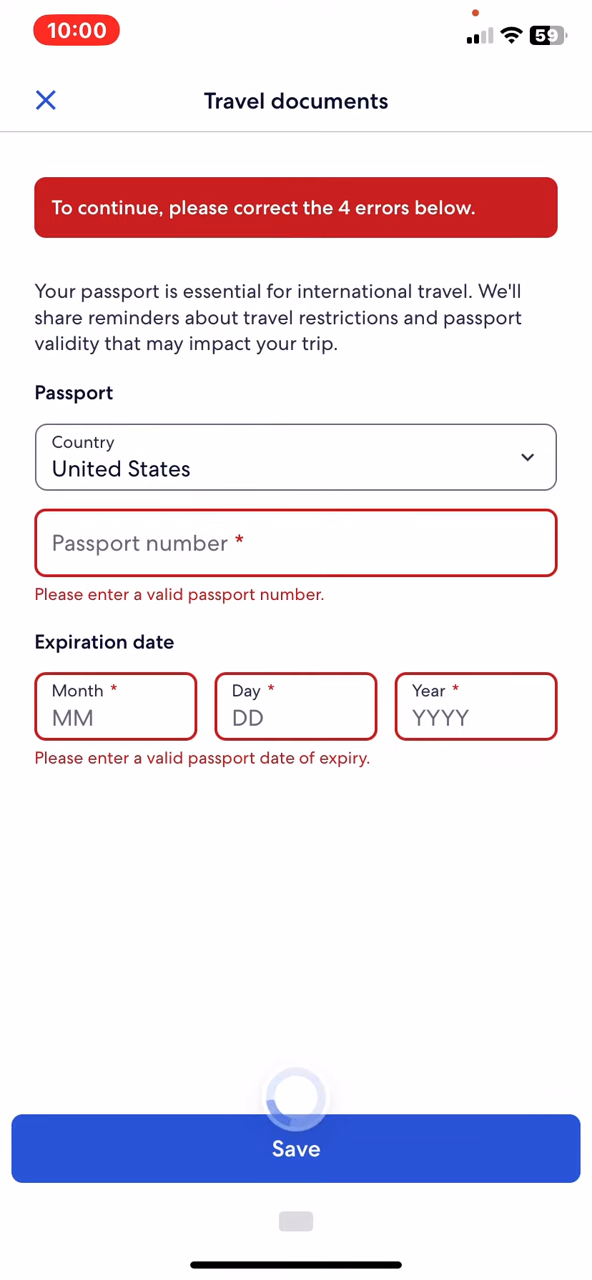 10:00
59
Travel documents
To continue, please correct the 4 errors below.
Your passport is essential for international travel. We'll
share reminders about travel restrictions and passport
validity that may impact your trip.
Passport
Country
United States
Passport number *
Please enter a valid passport number.
Expiration date
Month * Day * Year *
MM DD YYYY
Please enter a valid passport date of expiry.
Save